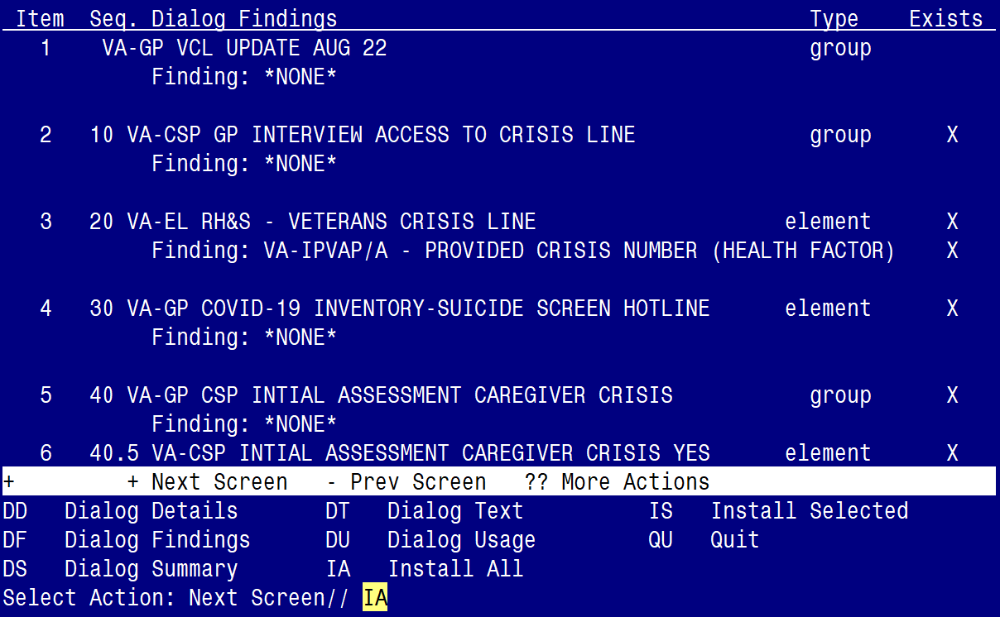 Item Seq. Dialog Findings Type Exists
1 VA-GP VCL UPDATE AUG 22 group
Finding: *NONE*
2 10 VA-CSP GP INTERVIEW ACCESS TO CRISIS LINE group X
Finding: *NONE*
3 20 VA-EL RH&S - VETERANS CRISIS LINE element X
Finding: VA-IPVAP/A - PROVIDED CRISIS NUMBER (HEALTH FACTOR) X
4 30 VA-GP COVID-19 INVENTORY-SUICIDE SCREEN HOTLINE element X
Finding: *NONE*
5 40 VA-GP CSP INTIAL ASSESSMENT CAREGIVER CRISIS group X
Finding: *NONE*
6 40.5 VA-CSP INTIAL ASSESSMENT CAREGIVER CRISIS YES element X
+ + Next Screen - Prev Screen ?? More Actions
DD Dialog Details DT Dialog Text IS Install Selected
DF Dialog Findings DU Dialog Usage QU Quit
DS Dialog Summary IA Install All
Select Action: Next Screen// IA